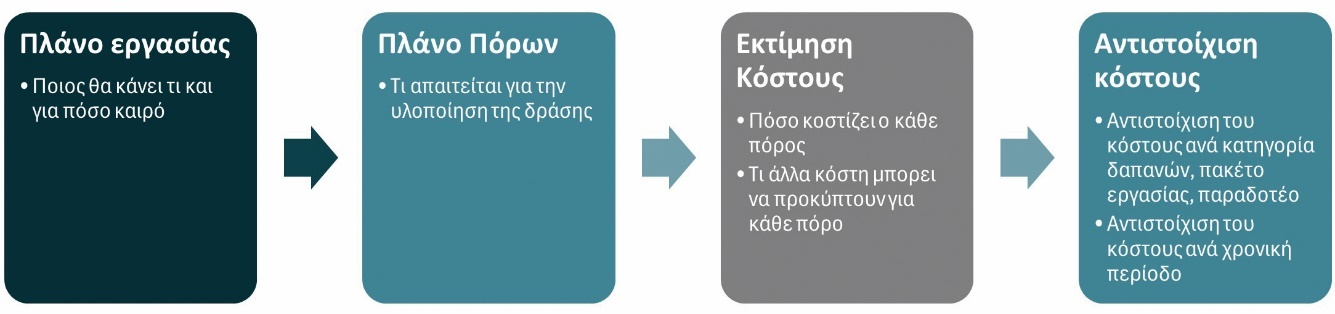 Πλάνο εργασίας
• Ποιος θα κάνει τι και
για πόσο καιρό
Πλάνο Πόρων
• Τι απαιτείται για την
υλοποίηση της δράσης
Εκτίμηση
Κόστους
• Πόσο κοστίζει ο κάθε
πόρος
• Τι άλλα κόστη μπορει
να προκύπτουν για
κάθε πόρο
Αντιστοίχιση
κόστους
• Αντιστοίχιση του
κόστους ανά κατηγορία
δαπανών, πακέτο
εργασίας, παραδοτέο
• Αντιστοίχιση του
κόστους ανά χρονική
περίοδο